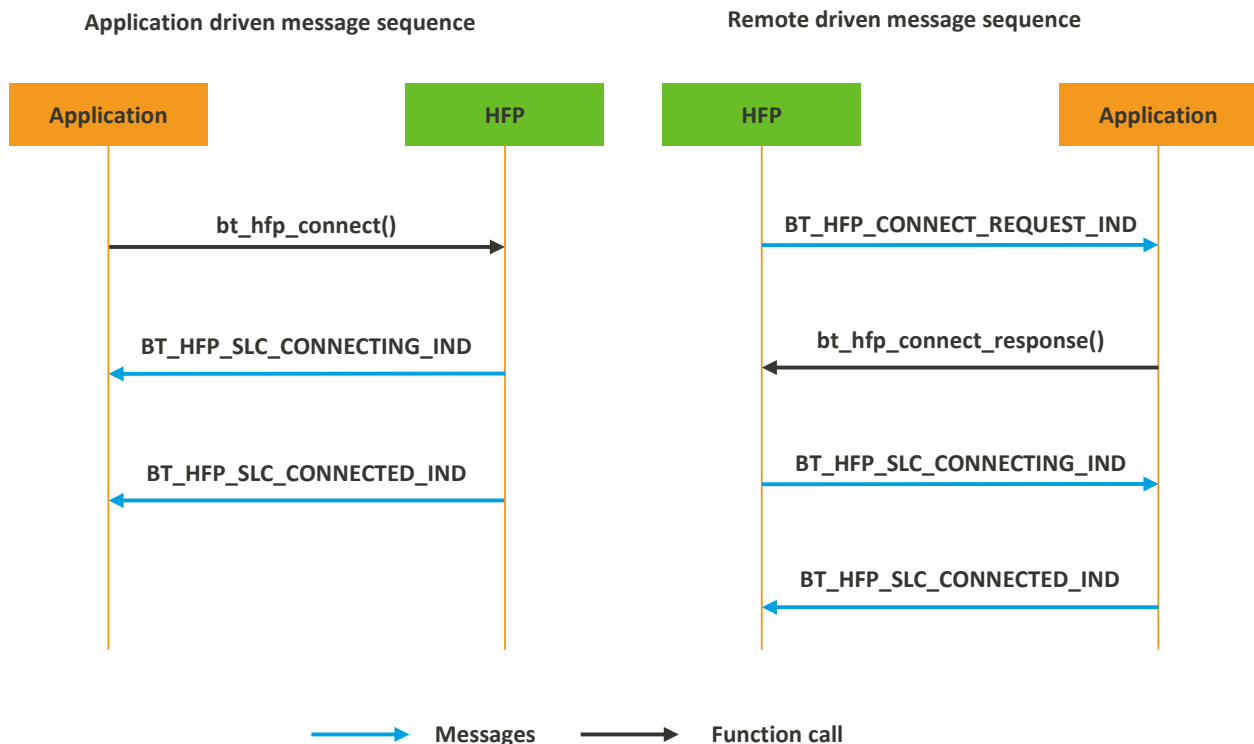 Application driven message sequence
Remote driven message sequence
Application
HFP
HFP
Application
bt_hfp_connect()
BT_HFP_SLC_CONNECTING_IND
BT_HFP_SLC_CONNECTED_IND
BT_HFP_CONNECT_REQUEST_IND
bt_hfp_connect_response()
BT_HFP_SLC_CONNECTING_IND
BT_HFP_SLC_CONNECTED_IND
Messages
Function call